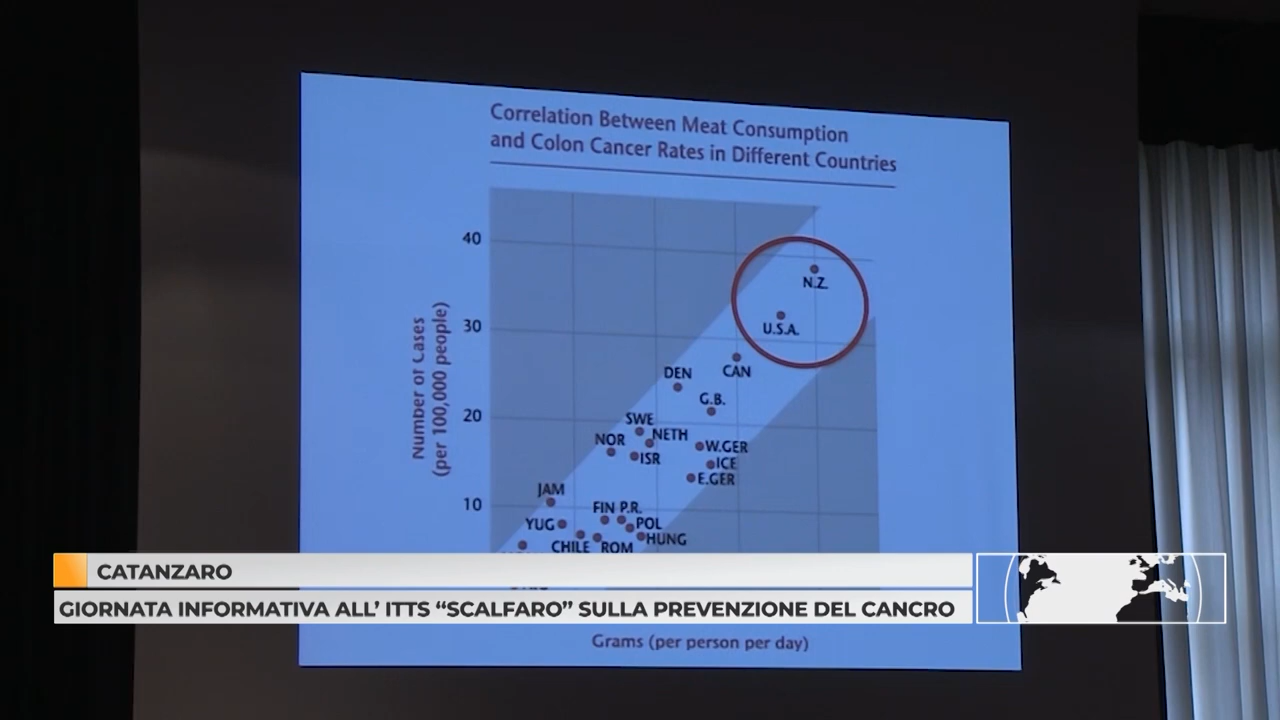 Correlation Between Meat Consumption
and Colon Cancer Rates in Different Countries
Number of Cases
(per 100,000 people)
40
30
20
10
N.Z.
U.S.A.
CAN
DEN
G.B.
SWE
NETH
NOR
ISR
W.GER
ICE
E.GER
JAM
FIN P.R.
YUG
POL
HUNG
CHILE ROM
CATANZARO
GIORNATA INFORMATIVA ALL’ ITTS “SCALFARO” SULLA PREVENZIONE DEL CANCRO
Grams (per person per day)